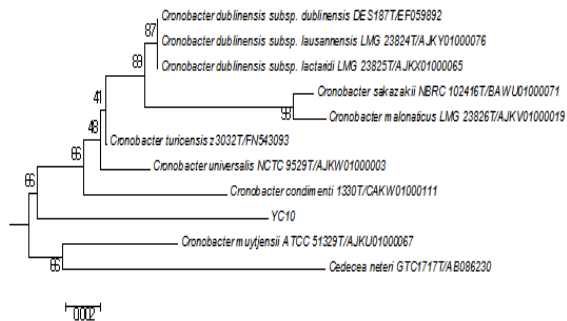 87
Cronobacter dublinensis subsp. dublinensis DES187T/EF059892
Cronobacter dublinensis subsp. lausannensis LMG 23824T/AJKY01000076
89
Cronobacter dublinensis subsp. lactaridi LMG 23825T/AJKX01000065
Cronobacter sakazakii NBRC 102416T/BAWU01000071
41
98
Cronobacter malonaticus LMG 23826T/AJKV01000019
48
Cronobacter turicensis z3032T/FN543093
66
Cronobacter universalis NCTC 9529T/AJKW01000003
66
Cronobacter condimenti 1330T/CAKW01000111
YC10
Cronobacter muytjensii ATCC 51329T/AJKU01000067
66
Cedecea neteri GTC1717T/AB086230
0.002